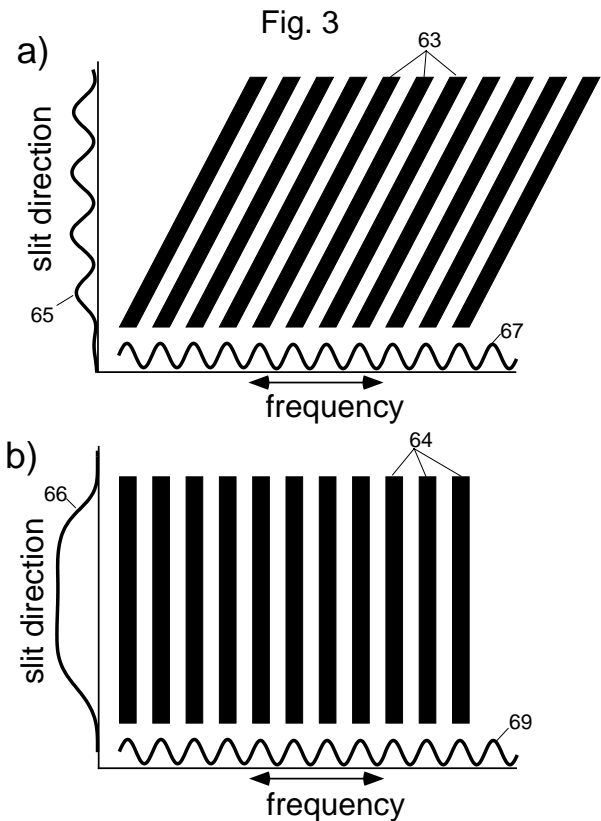 Fig. 3
a)
63
slit direction
65
67
frequency
b)
64
66
slit direction
69
frequency